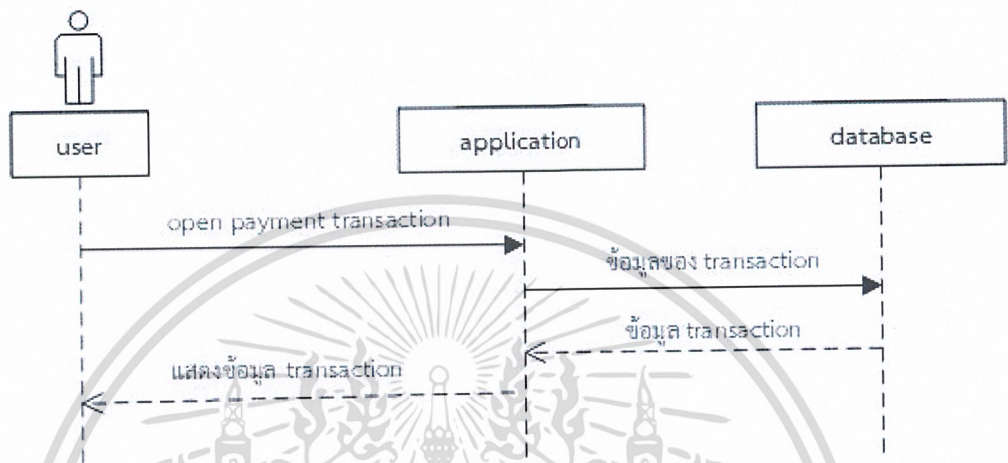 user
application
database
open payment transaction
ข้อมูลของ transaction
ข้อมูล transaction
แสดงข้อมูล transaction